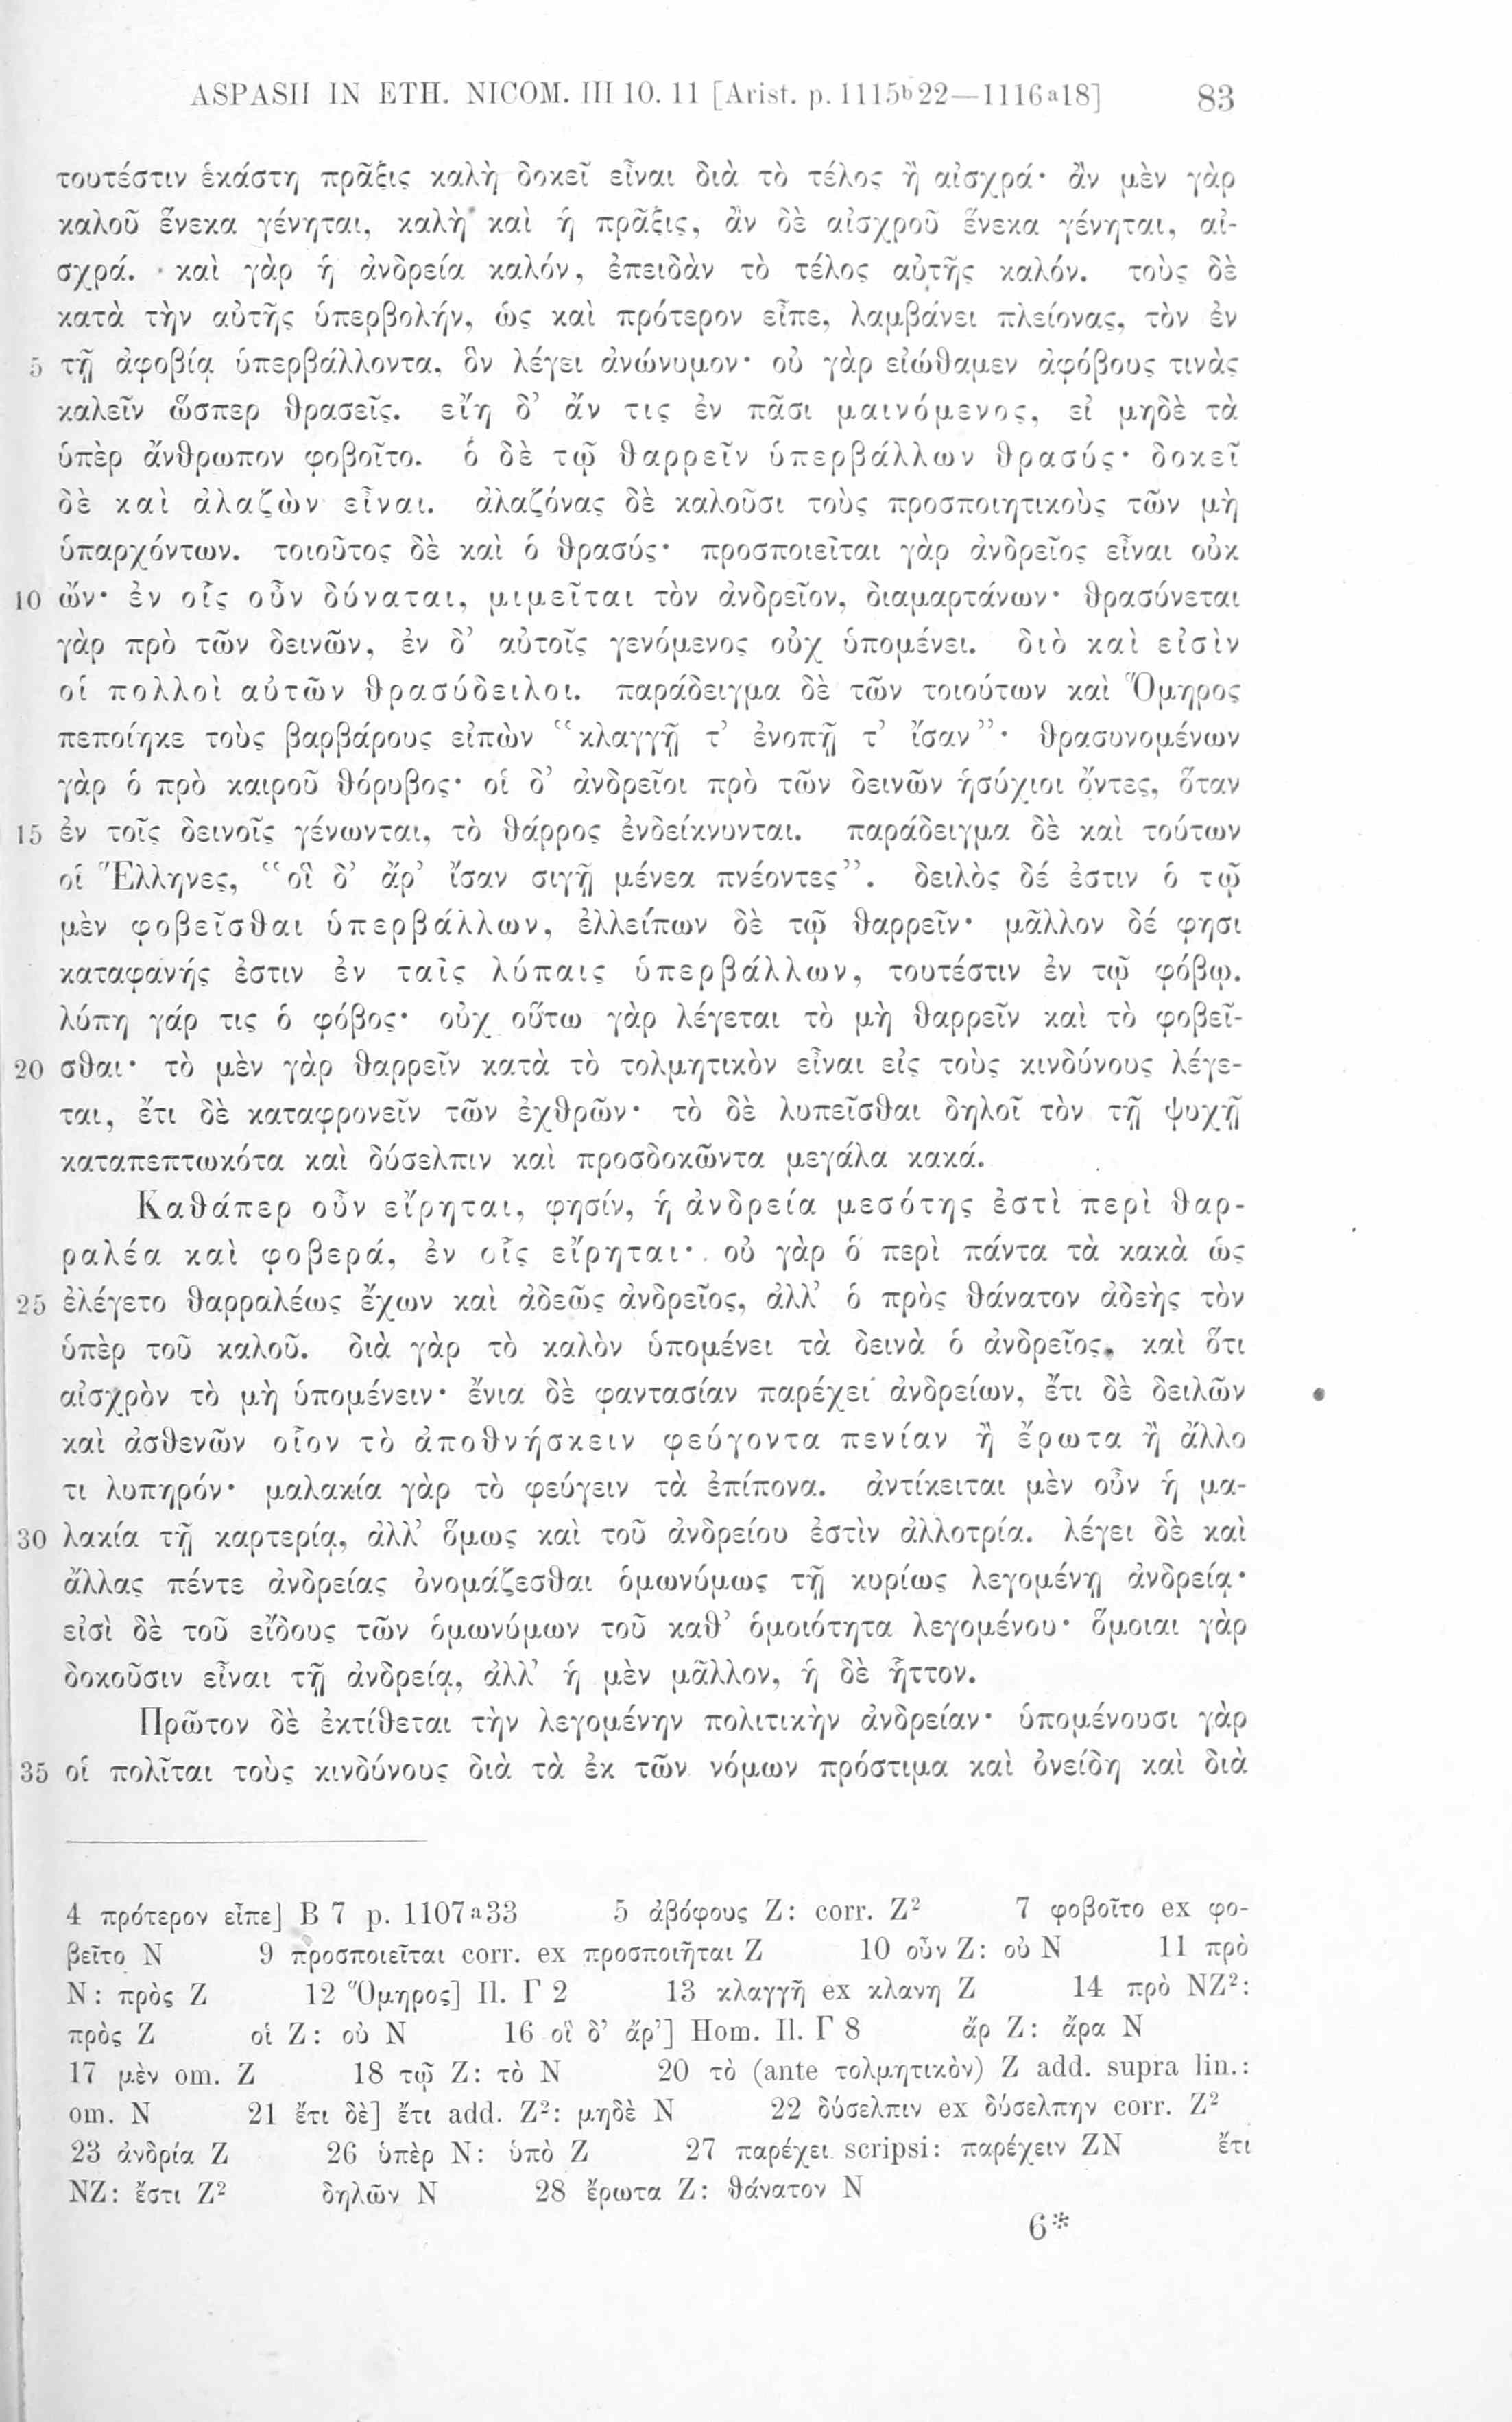 ASPASII IN ETH. NICOM. III 10. 11 [Arist. p. 1115ᵇ22—1116ᵃ18] 83
τουτέστιν ἑκάστη πρᾶξις καλὴ δοκεῖ εἶναι διὰ τὸ τέλος ἢ αἰσχρά· ἂν μὲν γὰρ
καλοῦ ἕνεκα γένηται, καλὴ καὶ ἡ πρᾶξις, ἂν δὲ αἰσχροῦ ἕνεκα γένηται, αἰ-
σχρά. καὶ γὰρ ἡ ἀνδρεία καλόν, ἐπειδὰν τὸ τέλος αὐτῆς καλόν. τοὺς δὲ
κατὰ τὴν αὐτῆς ὑπερβολήν, ὡς καὶ πρότερον εἶπε, λαμβάνει πλείονας, τὸν ἐν
5 τῇ ἀφοβίᾳ ὑπερβάλλοντα, ὃν λέγει ἀνώνυμον· οὐ γὰρ εἰώθαμεν ἀφόβους τινὰς
καλεῖν ὥσπερ θρασεῖς. εἴη δ’ ἄν τις ἐν πᾶσι μαινόμενος, εἰ μηδὲ τὰ
ὑπὲρ ἄνθρωπον φοβοῖτο. ὁ δὲ τῷ θαρρεῖν ὑπερβάλλων θρασύς· δοκεῖ
δὲ καὶ ἀλαζὼν εἶναι. ἀλαζόνας δὲ καλοῦσι τοὺς προσποιητικοὺς τῶν μὴ
ὑπαρχόντων. τοιοῦτος δὲ καὶ ὁ θρασύς· προσποιεῖται γὰρ ἀνδρεῖος εἶναι οὐκ
10 ὤν· ἐν οἷς οὖν δύναται, μιμεῖται τὸν ἀνδρεῖον, διαμαρτάνων· θρασύνεται
γὰρ πρὸ τῶν δεινῶν, ἐν δ’ αὐτοῖς γενόμενος οὐχ ὑπομένει. διὸ καὶ εἰσὶν
οἱ πολλοὶ αὐτῶν θρασύδειλοι. παράδειγμα δὲ τῶν τοιούτων καὶ Ὅμηρος
πεποίηκε τοὺς βαρβάρους εἰπὼν “κλαγγῇ τ’ ἐνοπῇ τ’ ἴσαν”· θρασυνομένων
γὰρ ὁ πρὸ καιροῦ θόρυβος· οἱ δ’ ἀνδρεῖοι πρὸ τῶν δεινῶν ἡσύχιοι ὄντες, ὅταν
15 ἐν τοῖς δεινοῖς γένωνται, τὸ θάρρος ἐνδείκνυνται. παράδειγμα δὲ καὶ τούτων
οἱ Ἕλληνες, “οἳ δ’ ἄρ’ ἴσαν σιγῇ μένεα πνέοντες”. δειλὸς δέ ἐστιν ὁ τῷ
μὲν φοβεῖσθαι ὑπερβάλλων, ἐλλείπων δὲ τῷ θαρρεῖν· μᾶλλον δέ φησι
καταφανής ἐστιν ἐν ταῖς λύπαις ὑπερβάλλων, τουτέστιν ἐν τῷ φόβῳ.
λύπη γάρ τις ὁ φόβος· οὐχ οὕτω γὰρ λέγεται τὸ μὴ θαρρεῖν καὶ τὸ φοβεῖ-
20 σθαι· τὸ μὲν γὰρ θαρρεῖν κατὰ τὸ τολμητικὸν εἶναι εἰς τοὺς κινδύνους λέγε-
ται, ἔτι δὲ καταφρονεῖν τῶν ἐχθρῶν· τὸ δὲ λυπεῖσθαι δηλοῖ τὸν τῇ ψυχῇ
καταπεπτωκότα καὶ δύσελπιν καὶ προσδοκῶντα μεγάλα κακά.
Καθάπερ οὖν εἴρηται, φησίν, ἡ ἀνδρεία μεσότης ἐστὶ περὶ θαρ-
ραλέα καὶ φοβερά, ἐν οἷς εἴρηται· οὐ γὰρ ὁ περὶ πάντα τὰ κακὰ ὡς
25 ἐλέγετο θαρραλέως ἔχων καὶ ἀδεῶς ἀνδρεῖος, ἀλλ’ ὁ πρὸς θάνατον ἀδεὴς τὸν
ὑπὲρ τοῦ καλοῦ. διὰ γὰρ τὸ καλὸν ὑπομένει τὰ δεινὰ ὁ ἀνδρεῖος, καὶ ὅτι
αἰσχρὸν τὸ μὴ ὑπομένειν· ἔνια δὲ φαντασίαν παρέχει ἀνδρείων, ἔτι δὲ δειλῶν
καὶ ἀσθενῶν οἷον τὸ ἀποθνήσκειν φεύγοντα πενίαν ἢ ἔρωτα ἢ ἄλλο
τι λυπηρόν· μαλακία γὰρ τὸ φεύγειν τὰ ἐπίπονα. ἀντίκειται μὲν οὖν ἡ μα-
30 λακία τῇ καρτερίᾳ, ἀλλ’ ὅμως καὶ τοῦ ἀνδρείου ἐστὶν ἀλλοτρία. λέγει δὲ καὶ
ἄλλας πέντε ἀνδρείας ὀνομάζεσθαι ὁμωνύμως τῇ κυρίως λεγομένῃ ἀνδρείᾳ·
εἰσὶ δὲ τοῦ εἴδους τῶν ὁμωνύμων τοῦ καθ’ ὁμοιότητα λεγομένου· ὅμοιαι γὰρ
δοκοῦσιν εἶναι τῇ ἀνδρείᾳ, ἀλλ’ ἡ μὲν μᾶλλον, ἡ δὲ ἧττον.
Πρῶτον δὲ ἐκτίθεται τὴν λεγομένην πολιτικὴν ἀνδρείαν· ὑπομένουσι γὰρ
35 οἱ πολῖται τοὺς κινδύνους διὰ τὰ ἐκ τῶν νόμων πρόστιμα καὶ ὀνείδη καὶ διὰ
4 πρότερον εἶπε] B 7 p. 1107ᵃ33 5 ἀβόφους Z: corr. Z² 7 φοβοῖτο ex φο-
βεῖτο N 9 προσποιεῖται corr. ex προσποιῆται Z 10 οὖν Z: οὐ N 11 πρὸ
N: πρὸς Z 12 Ὅμηρος] Il. Γ 2 13 κλαγγῇ ex κλανη Z 14 πρὸ NZ²:
πρὸς Z οἱ Z: οὐ N 16 οἳ δ’ ἄρ’] Hom. Il. Γ 8 ἄρ Z: ἄρα N
17 μὲν om. Z 18 τῷ Z: τὸ N 20 τὸ (ante τολμητικὸν) Z add. supra lin.:
om. N 21 ἔτι δὲ] ἔτι add. Z²: μηδὲ N 22 δύσελπιν ex δύσελπην corr. Z²
23 ἀνδρία Z 26 ὑπὲρ N: ὑπὸ Z 27 παρέχει scripsi: παρέχειν ZN ἔτι
NZ: ἔστι Z² δηλῶν N 28 ἔρωτα Z: θάνατον N
6*